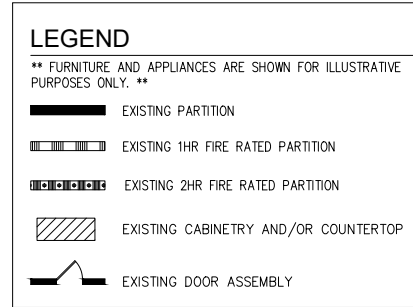 LEGEND
** FURNITURE AND APPLIANCES ARE SHOWN FOR ILLUSTRATIVE
PURPOSES ONLY. **
EXISTING PARTITION
EXISTING 1HR FIRE RATED PARTITION
EXISTING 2HR FIRE RATED PARTITION
EXISTING CABINETRY AND/OR COUNTERTOP
EXISTING DOOR ASSEMBLY